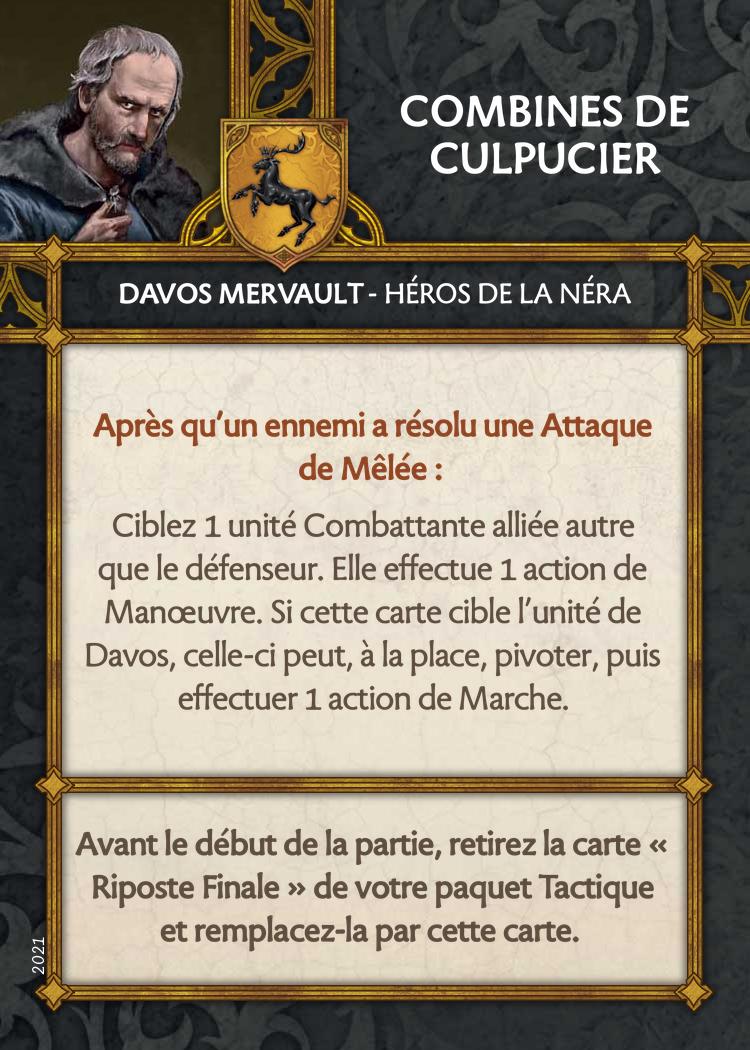 COMBINES DE
CULPUCIER
DAVOS MERVAULT - HÉROS DE LA NÉRA
Après qu'un ennemi a résolu une Attaque
de Mêlée :
Ciblez 1 unité Combattante alliée autre
que le défenseur. Elle effectue 1 action de
Manœuvre. Si cette carte cible l'unité de
Davos, celle-ci peut, à la place, pivoter, puis
effectuer 1 action de Marche.
Avant le début de la partie, retirez la carte «
Riposte Finale » de votre paquet Tactique
et remplacez-la par cette carte.
2021